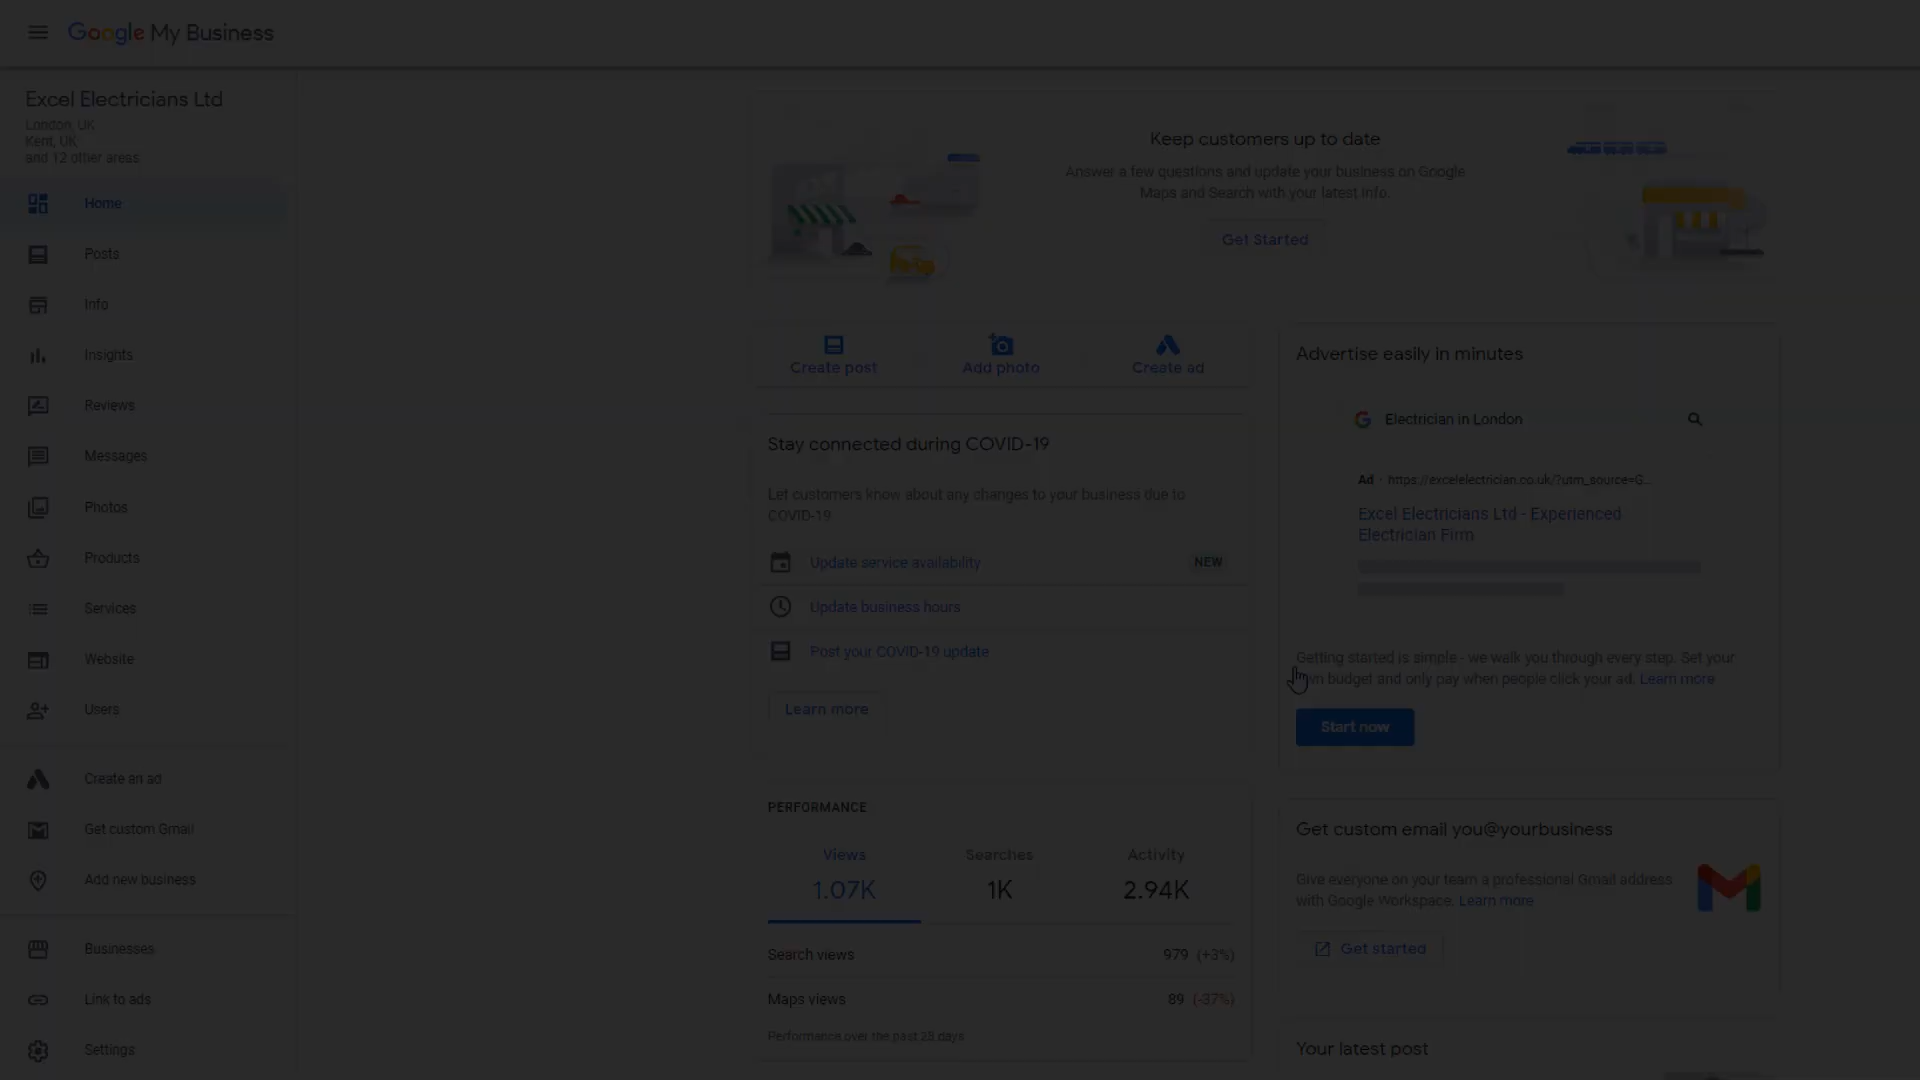 Google My Business
Excel Electricians Ltd
London, UK
Kent, UK
and 12 other areas
Home
Posts
Info
Insights
Reviews
Messages
Photos
Products
Services
Website
Users
Create an ad
Get custom Gmail
Add new business
Businesses
Link to ads
Settings
Keep customers up to date
Answer a few questions and update your business on Google
Maps and Search with your latest info.
Get Started
Create post
Add photo
Create ad
Stay connected during COVID-19
Let customers know about any changes to your business due to
COVID-19
Update service availability NEW
Update business hours
Post your COVID-19 update
Learn more
PERFORMANCE
Views Searches Activity
1.07K 1K 2.94K
Search views 979 (+3%)
Maps views 89 (-37%)
Performance over the past 28 days
Advertise easily in minutes
Electrician in London
Ad · https://excelelectrician.co.uk/?utm_source=G...
Excel Electricians Ltd - Experienced
Electrician Firm
Getting started is simple - we walk you through every step. Set your
budget and only pay when people click your ad. Learn more
Start now
Get custom email you@yourbusiness
Give everyone on your team a professional Gmail address
with Google Workspace. Learn more
Get started
Your latest post